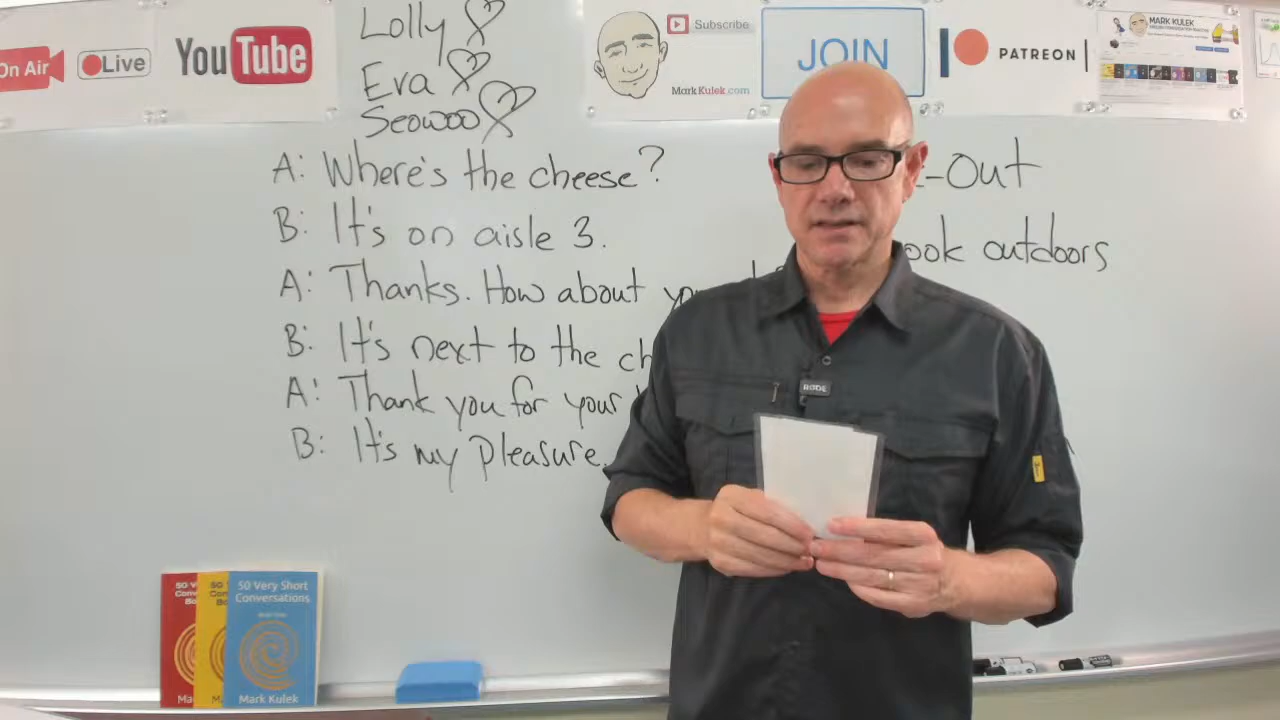 On Air
Live
YouTube
Lolly
Eva
Seowoo
Subscribe
MarkKulek.com
JOIN
PATREON
MARK KULEK
A: Where's the cheese?
B: It's on aisle 3.
A: Thanks. How about
B: It's next to the
A: Thank you for your
B: It's my pleasure.
-Out
outdoors
RODE
50 Very Short
Conversations
Mark Kulek